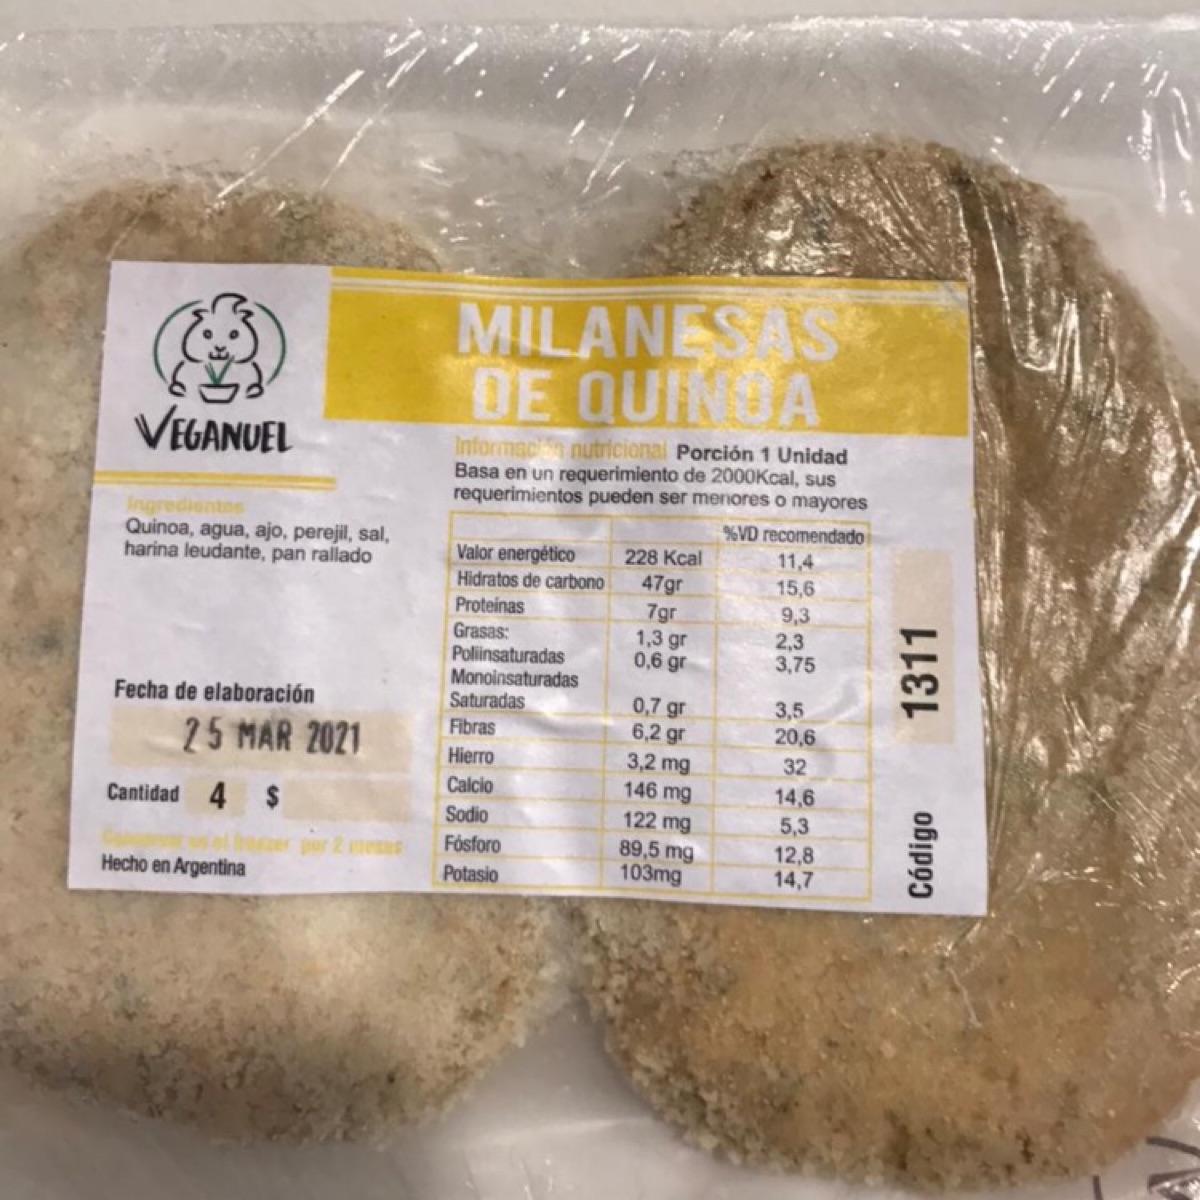 VEGANUEL
MILANESAS
DE QUINOA
Ingredientes
Quinoa, agua, ajo, perejil, sal,
harina leudante, pan rallado
Fecha de elaboración
25 MAR 2021
Cantidad 4 $
Conservar en el freezer por 2 meses
Hecho en Argentina
Información nutricional Porción 1 Unidad
Basa en un requerimiento de 2000Kcal, sus
requerimientos pueden ser menores o mayores
%VD recomendado
Valor energético 228 Kcal 11,4
Hidratos de carbono 47gr 15,6
Proteínas 7gr 9,3
Grasas: 1,3 gr 2,3
Poliinsaturadas 0,6 gr 3,75
Monoinsaturadas
Saturadas 0,7 gr 3,5
Fibras 6,2 gr 20,6
Hierro 3,2 mg 32
Calcio 146 mg 14,6
Sodio 122 mg 5,3
Fósforo 89,5 mg 12,8
Potasio 103mg 14,7
Código 1311